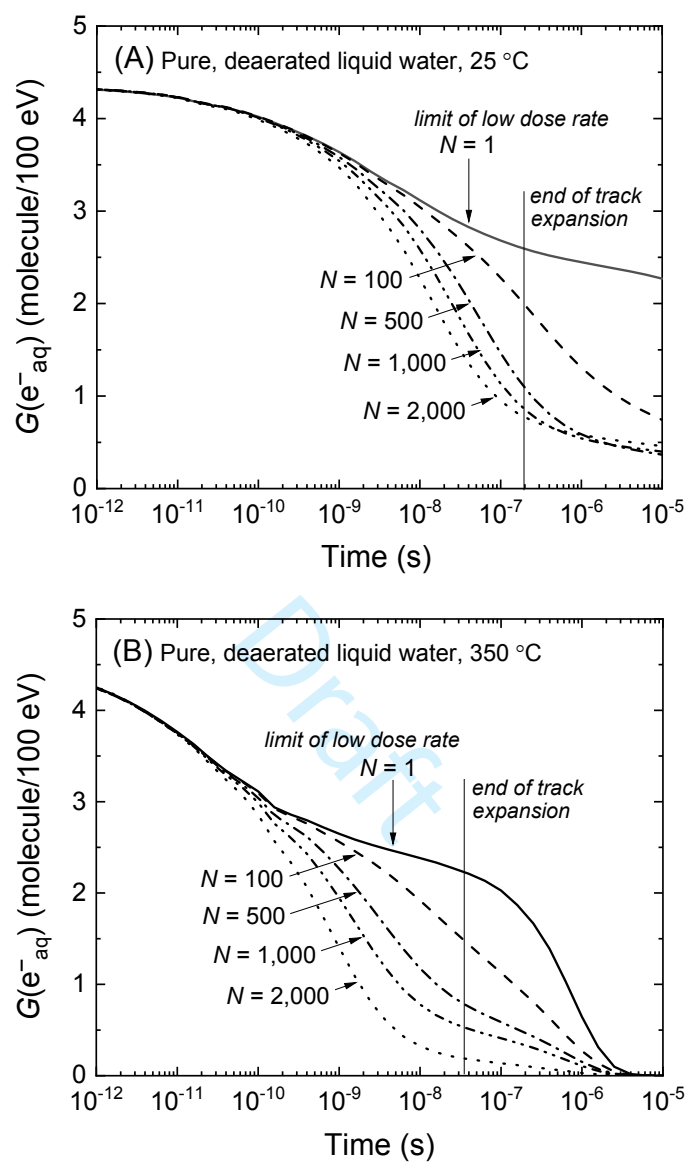 (A) Pure, deaerated liquid water, 25 °C
limit of low dose rate
N = 1
end of track
expansion
N = 100
N = 500
N = 1,000
N = 2,000
G(e⁻aq) (molecule/100 eV)
5
4
3
2
1
0
10⁻¹² 10⁻¹¹ 10⁻¹⁰ 10⁻⁹ 10⁻⁸ 10⁻⁷ 10⁻⁶ 10⁻⁵
Time (s)
Draft
(B) Pure, deaerated liquid water, 350 °C
limit of low dose rate
N = 1
end of track
expansion
N = 100
N = 500
N = 1,000
N = 2,000
G(e⁻aq) (molecule/100 eV)
5
4
3
2
1
0
10⁻¹² 10⁻¹¹ 10⁻¹⁰ 10⁻⁹ 10⁻⁸ 10⁻⁷ 10⁻⁶ 10⁻⁵
Time (s)